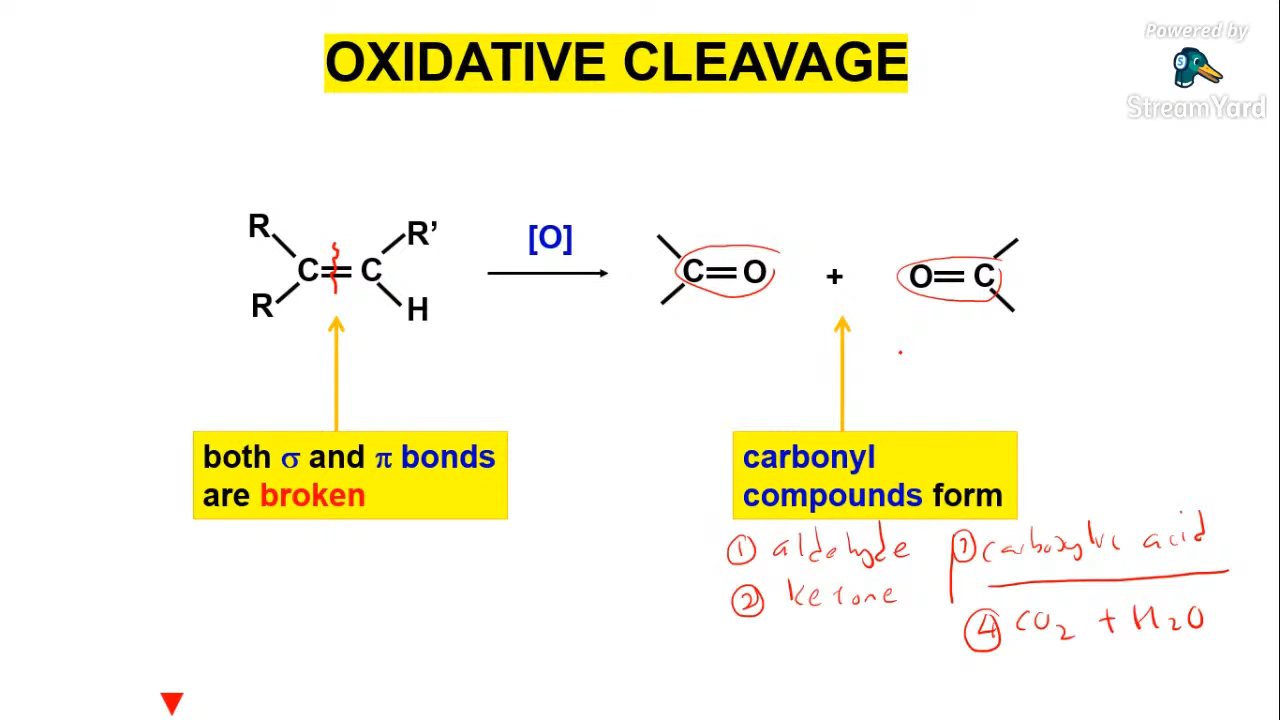 Powered by
StreamYard
OXIDATIVE CLEAVAGE
R
R'
C=C
R
H
[O]
C=O
+
O=C
both σ and π bonds
are broken
carbonyl
compounds form
① aldehyde
② ketone
③ carboxylic acid
④ CO₂ + H₂O